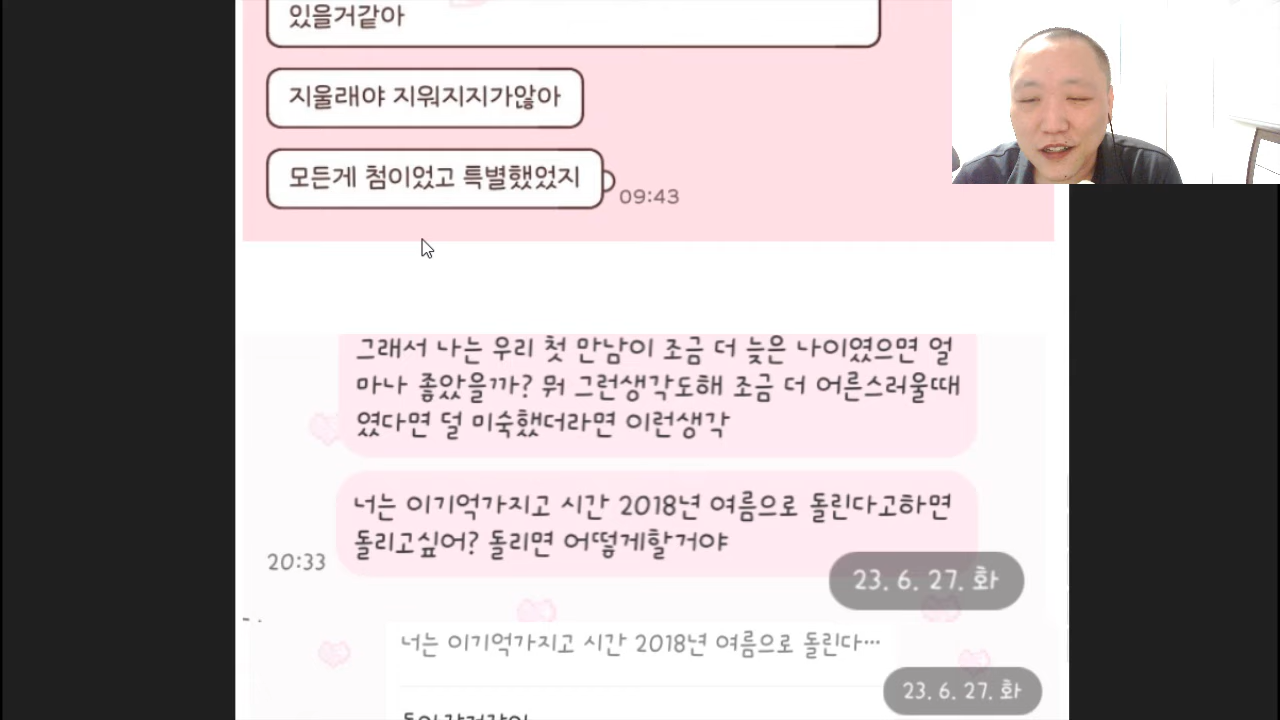 있을거같아
지울래야 지워지지가않아
모든게 첨이었고 특별했었지
09:43
그래서 나는 우리 첫 만남이 조금 더 늦은 나이였으면 얼
마나 좋았을까? 뭐 그런생각도해 조금 더 어른스러울때
였다면 덜 미숙했더라면 이런생각
너는 이기억가지고 시간 2018년 여름으로 돌린다고하면
돌리고싶어? 돌리면 어떻게할거야
20:33
23. 6. 27. 화
너는 이기억가지고 시간 2018년 여름으로 돌린다…
23. 6. 27. 화